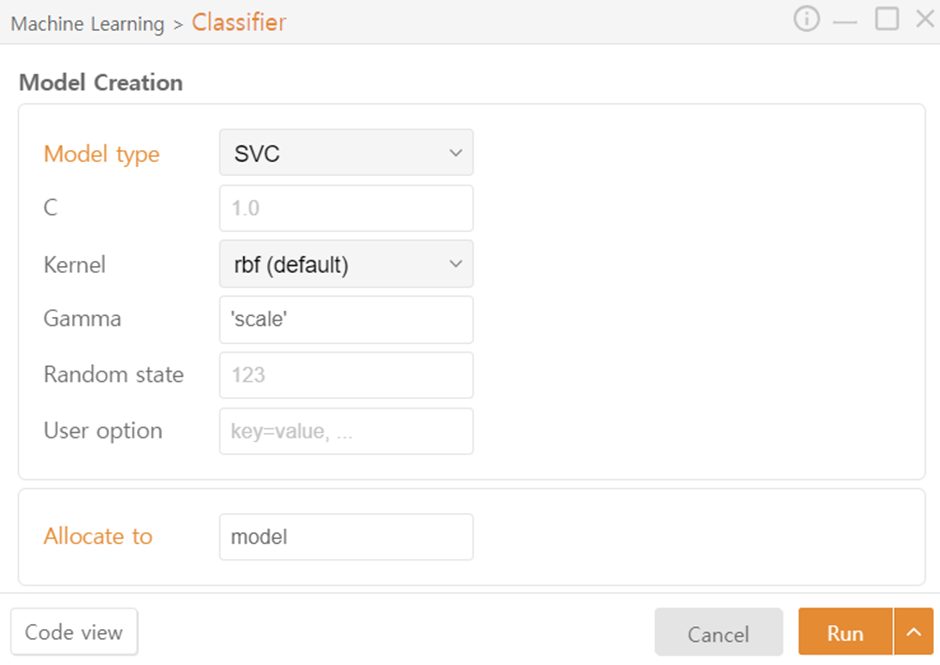 Machine Learning > Classifier
Model Creation
Model type SVC
C 1.0
Kernel rbf (default)
Gamma 'scale'
Random state 123
User option key=value, ...
Allocate to model
Code view Cancel Run